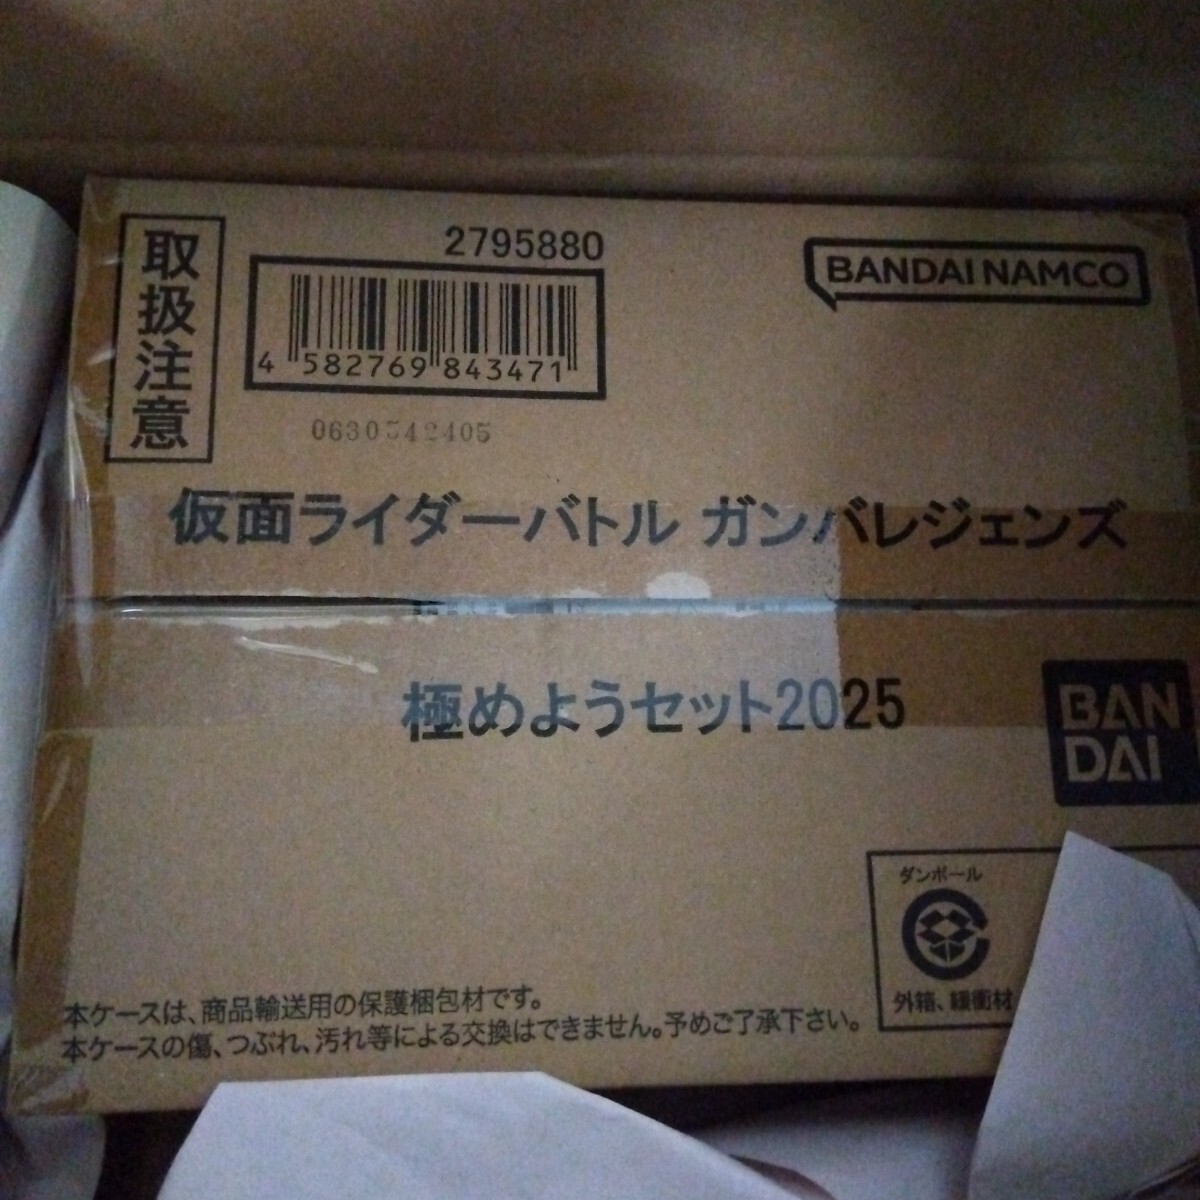 取扱注意
2795880
BANDAI NAMCO
4 582769 843471
0630542405
仮面ライダーバトル ガンバレジェンズ
極めようセット2025
BAN
DAI
ダンボール
外箱、緩衝材
本ケースは、商品輸送用の保護梱包材です。
本ケースの傷、つぶれ、汚れ等による交換はできません。予めご了承下さい。